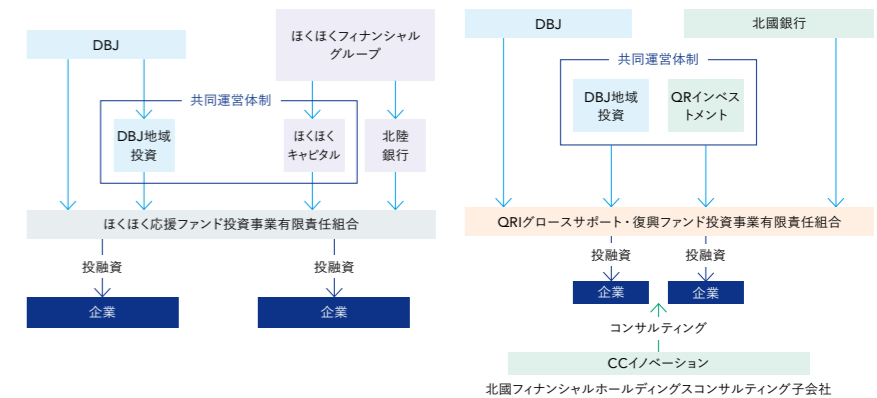 DBJ
ほくほくフィナンシャル
グループ
共同運営体制
DBJ地域
投資
ほくほく
キャピタル
北陸
銀行
ほくほく応援ファンド投資事業有限責任組合
投融資
投融資
企業
企業
DBJ
北國銀行
共同運営体制
DBJ地域
投資
QRインベス
トメント
QRIグロースサポート・復興ファンド投資事業有限責任組合
投融資
投融資
企業
企業
コンサルティング
CCイノベーション
北國フィナンシャルホールディングスコンサルティング子会社